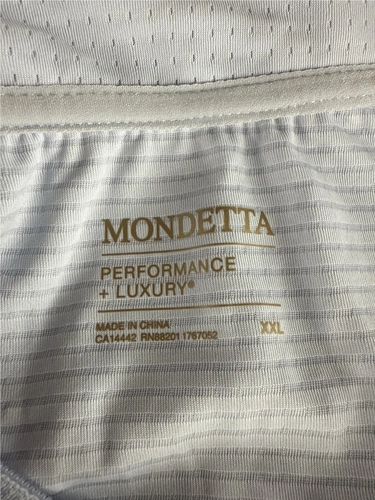 MONDETTA
PERFORMANCE
+ LUXURY®
MADE IN CHINA XXL
CA14442 RN88201 1767052